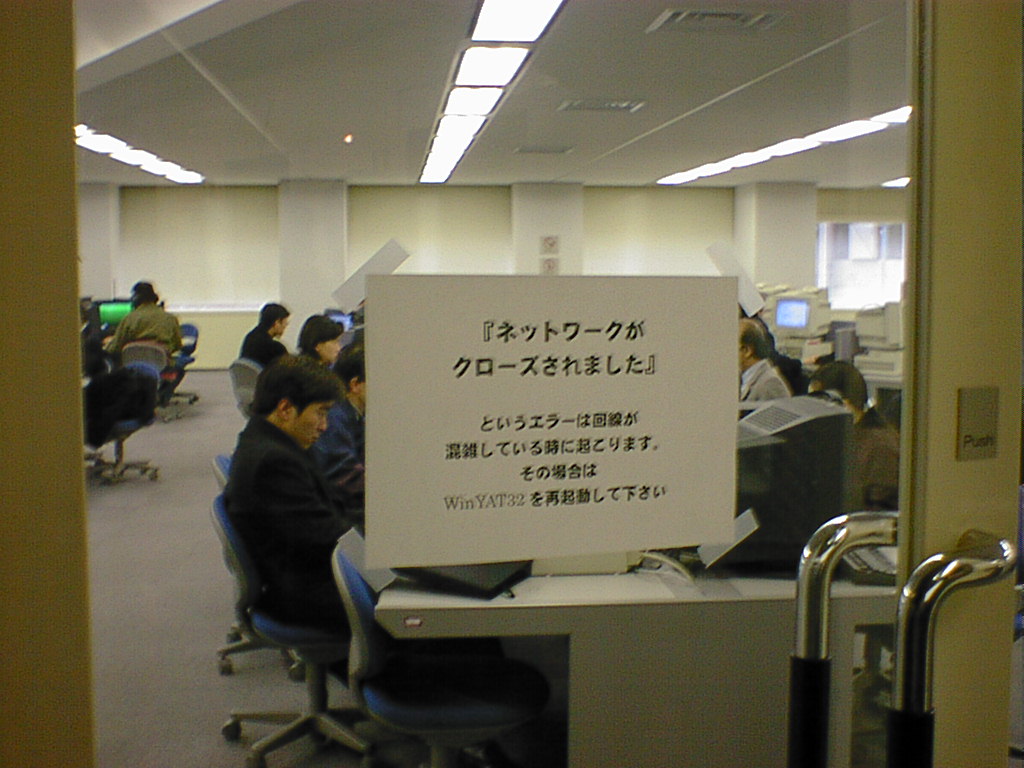 『ネットワークが
クローズされました』
というエラーは回線が
混雑している時に起こります。
その場合は
WinYAT32 を再起動して下さい
Push